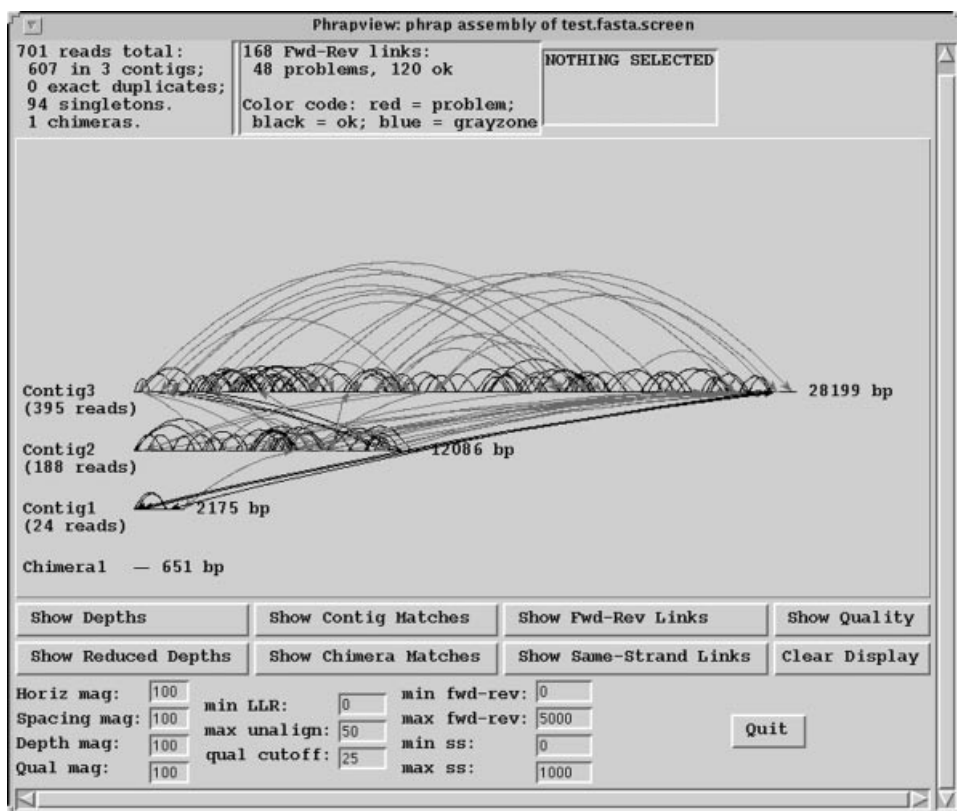 Phrapview: phrap assembly of test.fasta.screen
701 reads total:
607 in 3 contigs;
0 exact duplicates;
94 singletons.
1 chimeras.
168 Fwd-Rev links:
48 problems, 120 ok
Color code: red = problem;
black = ok; blue = grayzone
NOTHING SELECTED
Contig3
(395 reads)
28199 bp
Contig2
(188 reads)
12086 bp
Contig1
(24 reads)
2175 bp
Chimera1 — 651 bp
Show Depths
Show Contig Matches
Show Fwd-Rev Links
Show Quality
Show Reduced Depths
Show Chimera Matches
Show Same-Strand Links
Clear Display
Horiz mag: 100
Spacing mag: 100
Depth mag: 100
Qual mag: 100
min LLR: 0
max unalign: 50
qual cutoff: 25
min fwd-rev: 0
max fwd-rev: 5000
min ss: 0
max ss: 1000
Quit